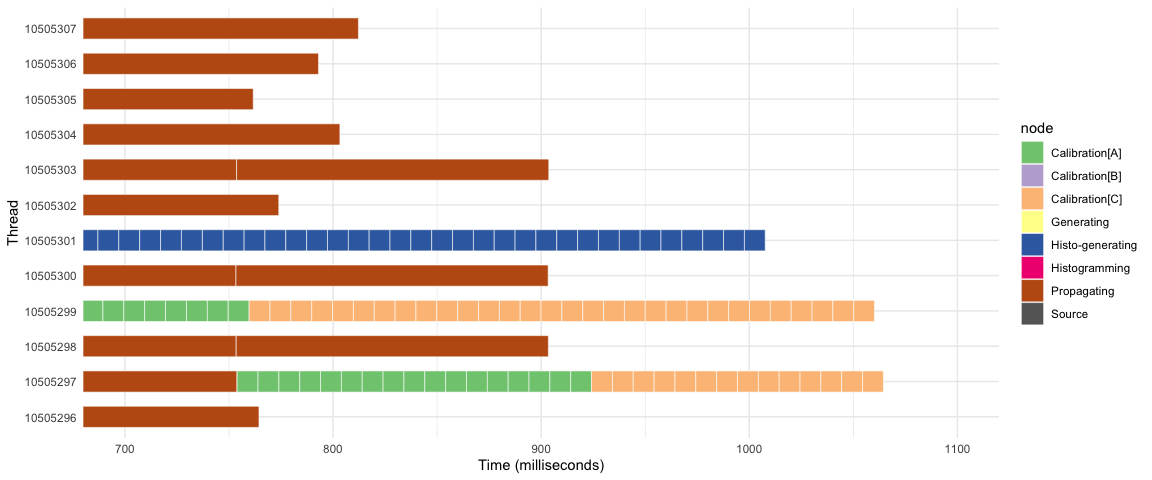 10505307
10505306
10505305
10505304
10505303
10505302
10505301
10505300
10505299
10505298
10505297
10505296
Thread
700 800 900 1000 1100
Time (milliseconds)
node
Calibration[A]
Calibration[B]
Calibration[C]
Generating
Histo-generating
Histogramming
Propagating
Source